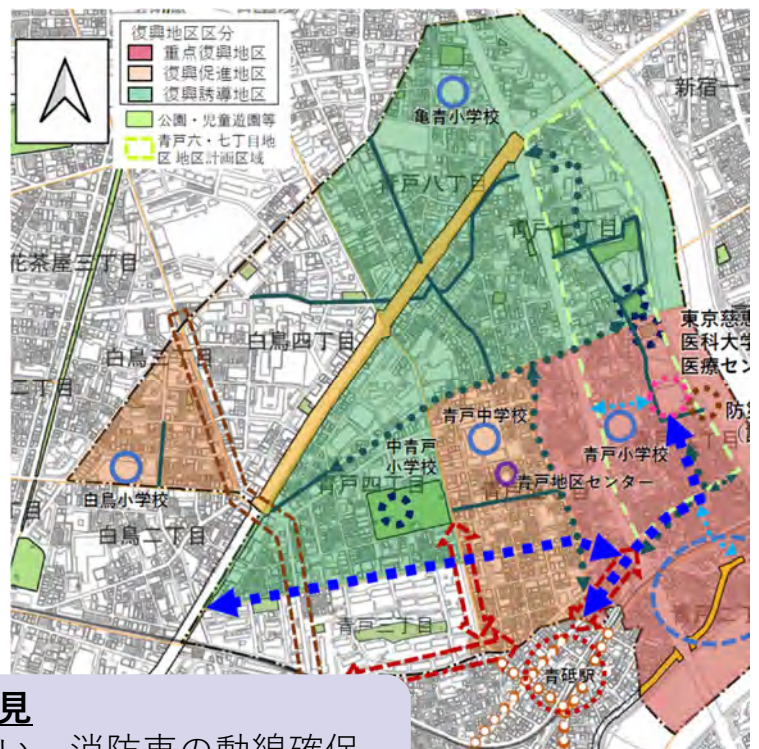 復興地区区分
重点復興地区
復興促進地区
復興誘導地区
公園・児童遊園等
青戸六・七丁目地
区 地区計画区域
新宿一
亀青小学校
青戸八丁目
青戸七丁目
花茶屋三丁目
白鳥四丁目
白鳥三丁目
二丁目
東京慈恵
医科大学
医療セン
防災
青戸中学校
中青戸
小学校
青戸小学校
青戸地区センター
青戸四丁目
白鳥小学校
白鳥二丁目
青戸三丁目
青砥駅
見
い、消防車の動線確保